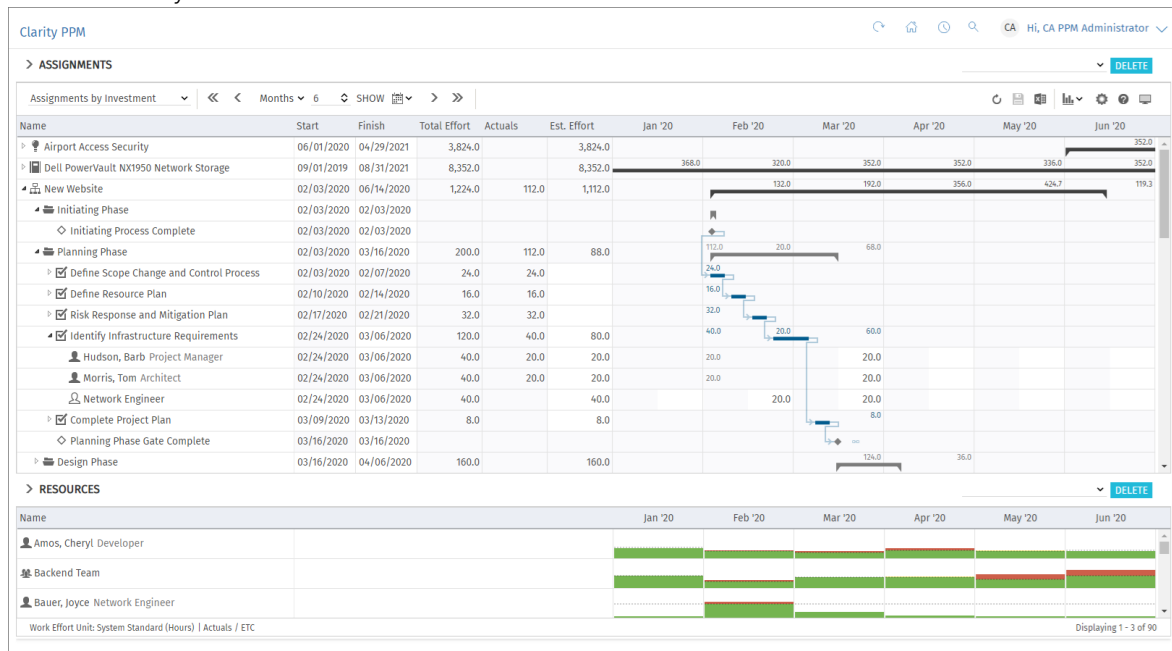 Clarity PPM
CA Hi, CA PPM Administrator
ASSIGNMENTS
DELETE
Assignments by Investment Months 6 SHOW
Name Start Finish Total Effort Actuals Est. Effort Jan '20 Feb '20 Mar '20 Apr '20 May '20 Jun '20
Airport Access Security 06/01/2020 04/29/2021 3,824.0 3,824.0 352.0
Dell PowerVault NX1950 Network Storage 09/01/2019 08/31/2021 8,352.0 8,352.0 368.0 320.0 352.0 352.0 336.0 352.0
New Website 02/03/2020 06/14/2020 1,224.0 112.0 1,112.0 132.0 192.0 356.0 424.7 119.3
Initiating Phase 02/03/2020 02/03/2020
Initiating Process Complete 02/03/2020 02/03/2020
Planning Phase 02/03/2020 03/16/2020 200.0 112.0 88.0 112.0 20.0 68.0
Define Scope Change and Control Process 02/03/2020 02/07/2020 24.0 24.0 24.0
Define Resource Plan 02/10/2020 02/14/2020 16.0 16.0 16.0
Risk Response and Mitigation Plan 02/17/2020 02/21/2020 32.0 32.0 32.0
Identify Infrastructure Requirements 02/24/2020 03/06/2020 120.0 40.0 80.0 40.0 20.0 60.0
Hudson, Barb Project Manager 02/24/2020 03/06/2020 40.0 20.0 20.0 20.0 20.0
Morris, Tom Architect 02/24/2020 03/06/2020 40.0 20.0 20.0 20.0 20.0
Network Engineer 02/24/2020 03/06/2020 40.0 40.0 20.0 20.0
Complete Project Plan 03/09/2020 03/13/2020 8.0 8.0 8.0
Planning Phase Gate Complete 03/16/2020 03/16/2020
Design Phase 03/16/2020 04/06/2020 160.0 160.0 124.0 36.0
RESOURCES
DELETE
Name Jan '20 Feb '20 Mar '20 Apr '20 May '20 Jun '20
Amos, Cheryl Developer
Backend Team
Bauer, Joyce Network Engineer
Work Effort Unit: System Standard (Hours) | Actuals / ETC Displaying 1 - 3 of 90